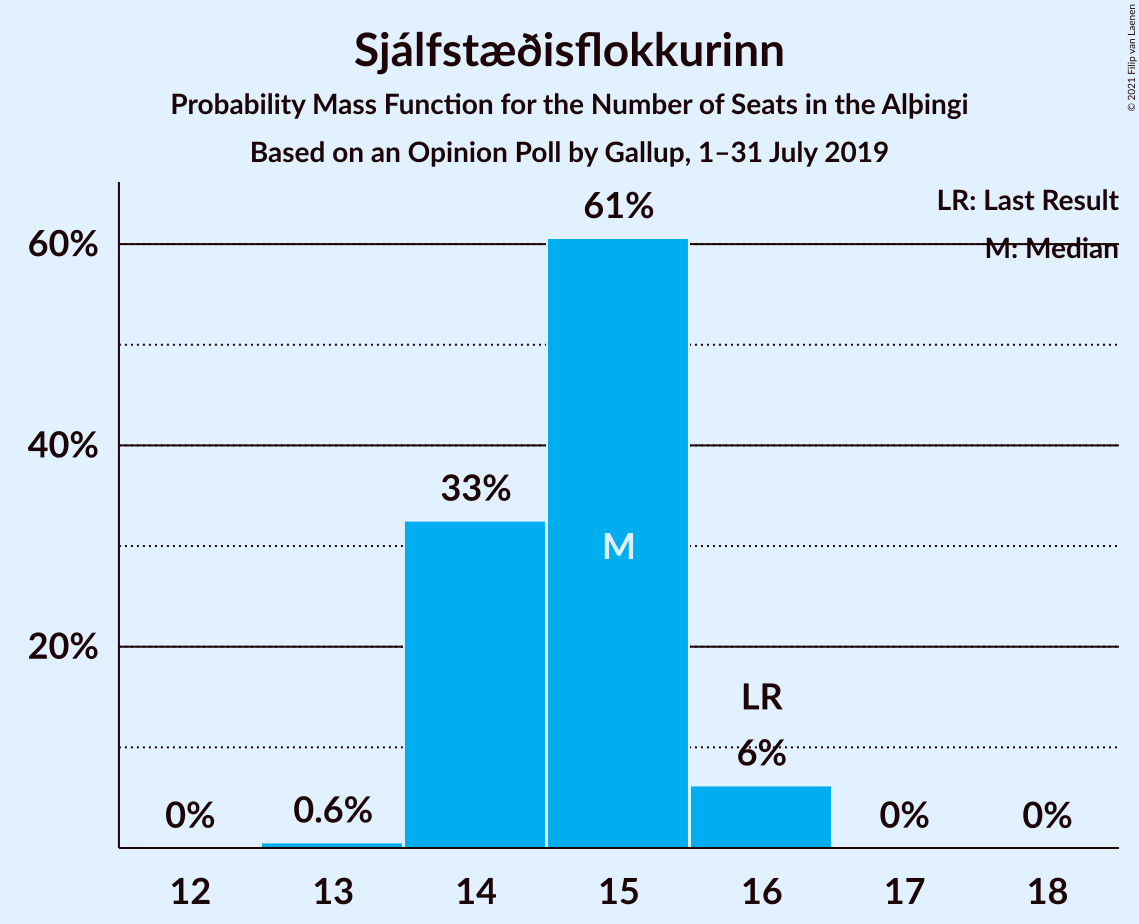 Sjálfstæðisflokkurinn
Probability Mass Function for the Number of Seats in the Alþingi
Based on an Opinion Poll by Gallup, 1–31 July 2019
© 2021 Filip van Laenen
LR: Last Result
M: Median
61%
60%
40%
33%
M
20%
LR
6%
0%
0.6%
0%
0%
12
13
14
15
16
17
18